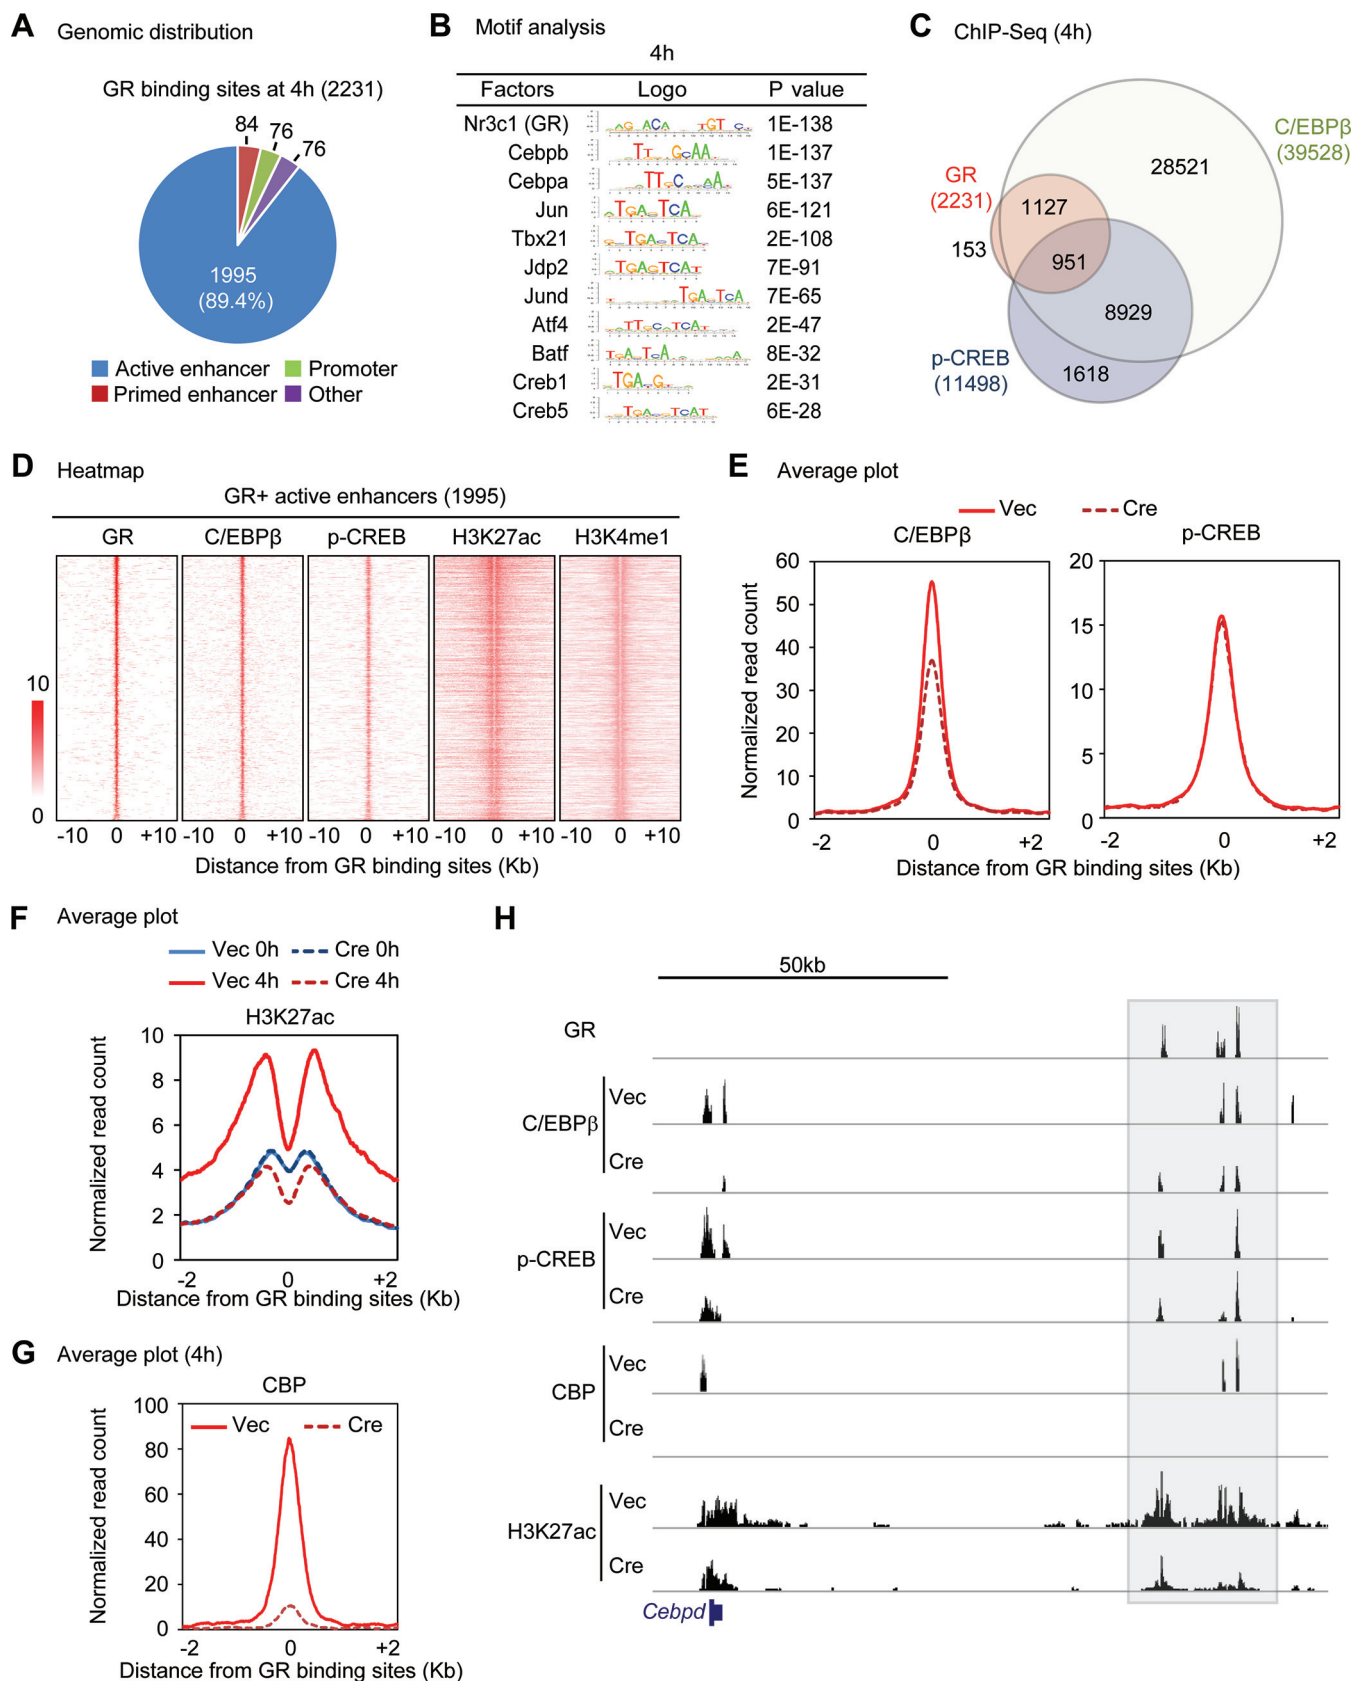 A Genomic distribution
GR binding sites at 4h (2231)
84
76
76
1995
(89.4%)
Active enhancer
Promoter
Primed enhancer
Other
B Motif analysis
4h
Factors Logo P value
Nr3c1 (GR) 1E-138
Cebpb 1E-137
Cebpa 5E-137
Jun 6E-121
Tbx21 2E-108
Jdp2 7E-91
Jund 7E-65
Atf4 2E-47
Batf 8E-32
Creb1 2E-31
Creb5 6E-28
C ChIP-Seq (4h)
C/EBPβ
(39528)
28521
GR
(2231)
1127
153
951
8929
p-CREB
(11498)
1618
D Heatmap
GR+ active enhancers (1995)
GR C/EBPβ p-CREB H3K27ac H3K4me1
10
0
-10 0 +10 -10 0 +10 -10 0 +10 -10 0 +10 -10 0 +10
Distance from GR binding sites (Kb)
E Average plot
Vec Cre
C/EBPβ p-CREB
Normalized read count
60
50
40
30
20
10
0
-2 0 +2
20
15
10
5
0
-2 0 +2
Distance from GR binding sites (Kb)
F Average plot
Vec 0h Cre 0h
Vec 4h Cre 4h
H3K27ac
Normalized read count
10
8
6
4
2
0
-2 0 +2
Distance from GR binding sites (Kb)
G Average plot (4h)
CBP
Vec Cre
Normalized read count
100
80
60
40
20
0
-2 0 +2
Distance from GR binding sites (Kb)
H
50kb
GR
C/EBPβ
Vec
Cre
p-CREB
Vec
Cre
CBP
Vec
Cre
H3K27ac
Vec
Cre
Cebpd